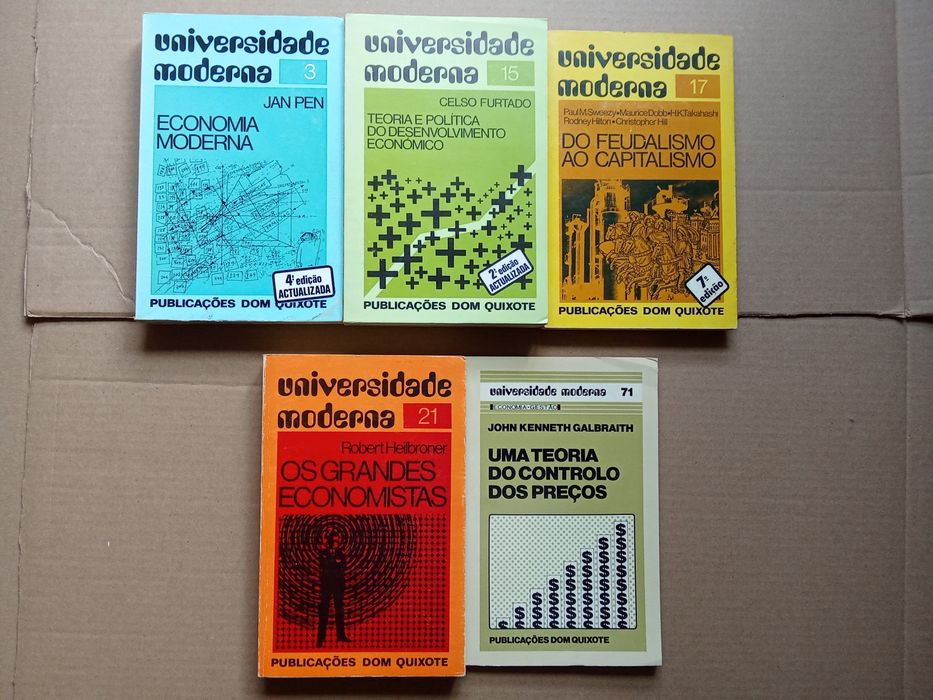 universidade
moderna 3
JAN PEN
ECONOMIA
MODERNA
4ª edição
ACTUALIZADA
PUBLICAÇÕES DOM QUIXOTE
universidade
moderna 15
CELSO FURTADO
TEORIA E POLÍTICA
DO DESENVOLVIMENTO
ECONÓMICO
2ª edição
ACTUALIZADA
PUBLICAÇÕES DOM QUIXOTE
universidade
moderna 17
Paul M. Sweezy • Maurice Dobb • H.K. Takahashi
Rodney Hilton • Christopher Hill
DO FEUDALISMO
AO CAPITALISMO
7ª edição
PUBLICAÇÕES DOM QUIXOTE
universidade
moderna 21
Robert Heilbroner
OS GRANDES
ECONOMISTAS
PUBLICAÇÕES DOM QUIXOTE
universidade moderna 71
ECONOMIA-GESTÃO
JOHN KENNETH GALBRAITH
UMA TEORIA
DO CONTROLO
DOS PREÇOS
PUBLICAÇÕES DOM QUIXOTE